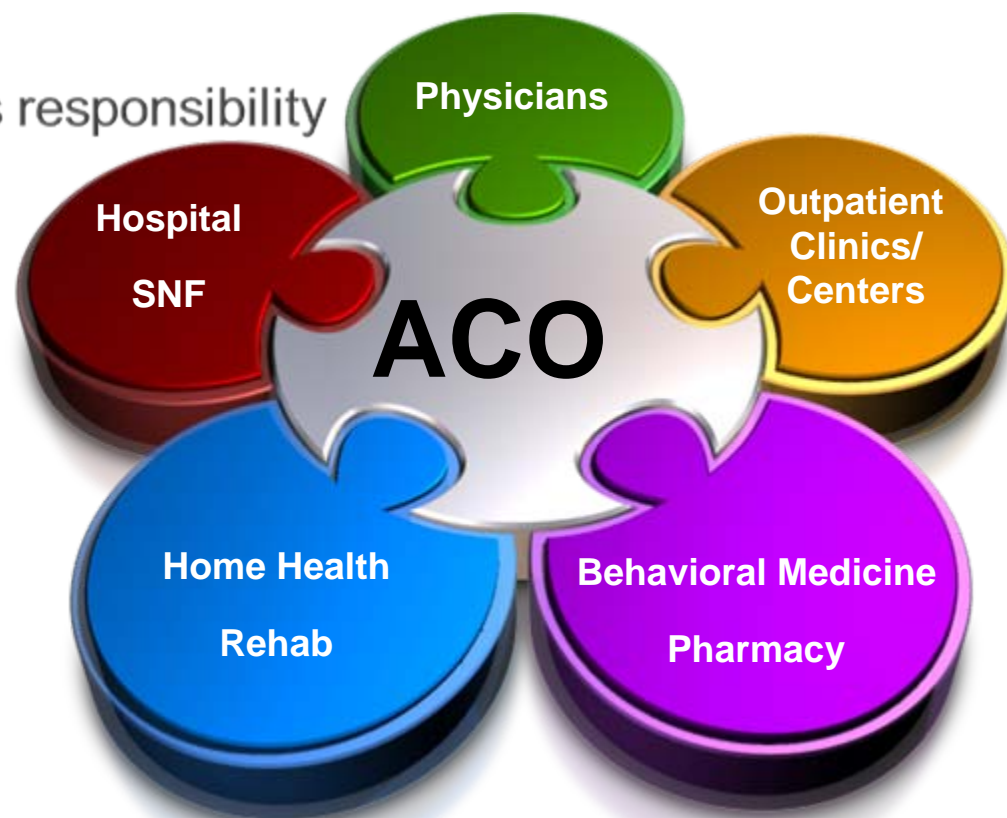 s responsibility
Physicians
Hospital
SNF
Outpatient
Clinics/
Centers
ACO
Home Health
Rehab
Behavioral Medicine
Pharmacy